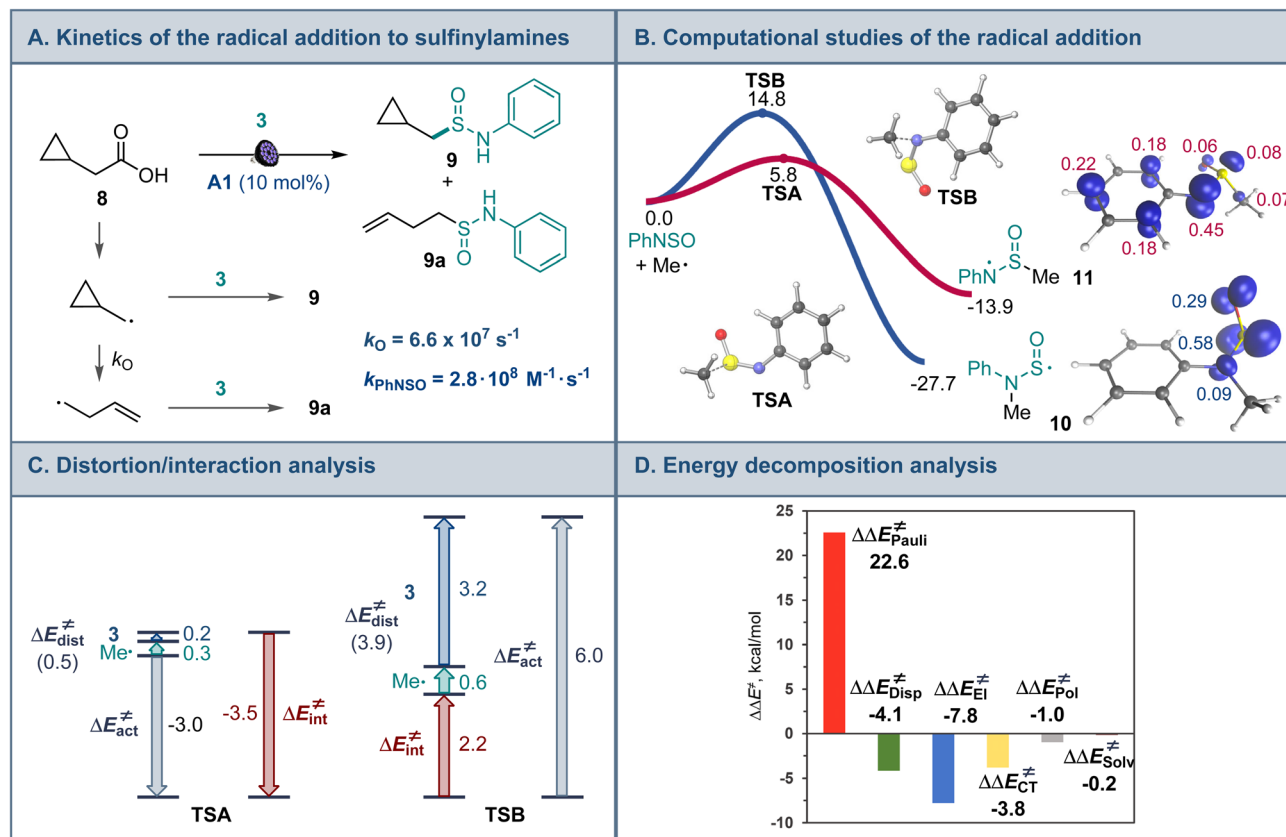 A. Kinetics of the radical addition to sulfinylamines
8
OH
O
3
A1 (10 mol%)
O
S
N
H
9
+
H
N
S
O
9a
3
9
kO
3
9a
kO = 6.6 x 10⁷ s⁻¹
kPhNSO = 2.8·10⁸ M⁻¹·s⁻¹
B. Computational studies of the radical addition
TSB
14.8
5.8
TSA
0.0
PhNSO
+ Me·
TSB
TSA
O
PhN·
S
Me
11
-13.9
-27.7
O
Ph
N
S·
Me
10
0.22
0.18
0.06
0.08
0.07
0.45
0.18
0.29
0.58
0.09
C. Distortion/interaction analysis
ΔE≠dist
(0.5)
3
0.2
Me·
0.3
ΔE≠act
-3.0
-3.5
ΔE≠int
TSA
ΔE≠dist
(3.9)
3
3.2
Me·
0.6
ΔE≠int
2.2
ΔE≠act
6.0
TSB
D. Energy decomposition analysis
ΔΔE≠, kcal/mol
25
20
15
10
5
0
-5
-10
ΔΔE≠Pauli
22.6
ΔΔE≠Disp
-4.1
ΔΔE≠El
-7.8
ΔΔE≠CT
-3.8
ΔΔE≠Pol
-1.0
ΔΔE≠Solv
-0.2